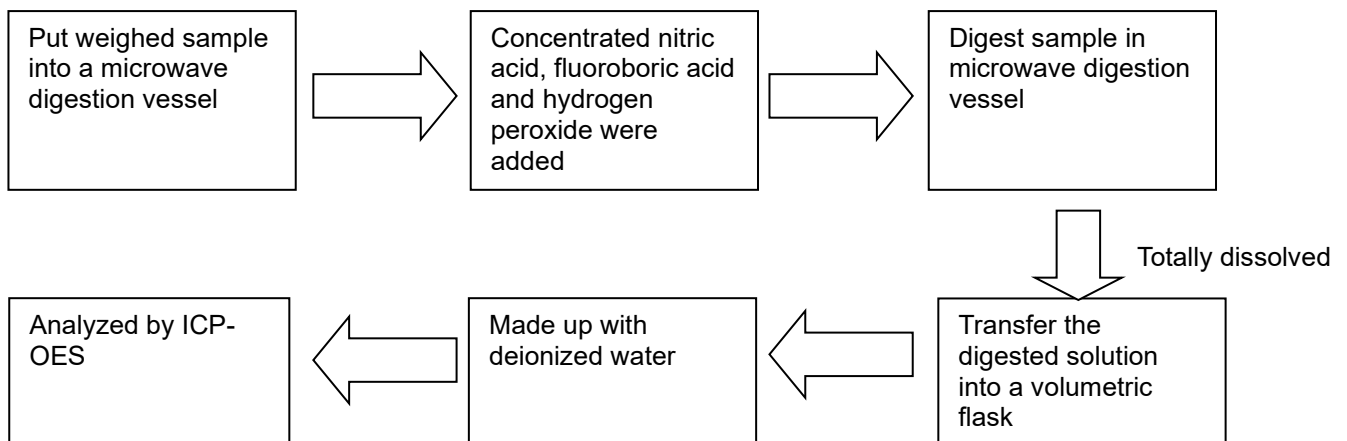 Put weighed sample
into a microwave
digestion vessel
Concentrated nitric
acid, fluoroboric acid
and hydrogen
peroxide were
added
Digest sample in
microwave digestion
vessel
Totally dissolved
Transfer the
digested solution
into a volumetric
flask
Made up with
deionized water
Analyzed by ICP-
OES